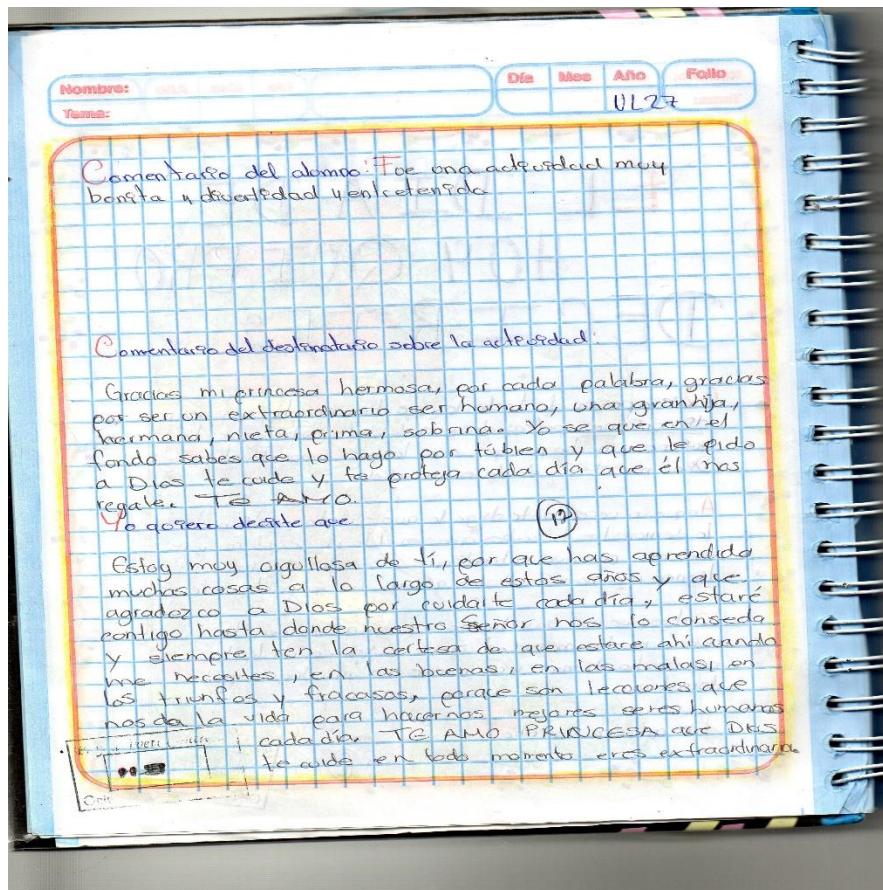 Nombre:
Día Mes Año Folio
Tema:
UL27
Comentario del alumno: Foe una actividad muy
bonita y divertidad y entretenida
Comentario del destinatario sobre la actividad:
Gracias mi princesa hermosa, por cada palabra, gracias
por ser un extraordinario ser humano, una gran hija,
hermana, nieta, prima, sobrina. Yo se que en el
fondo sabes que lo hago por tú bien y que le pido
a Dios te cuide y te proteja cada día que él nos
regale. TE AMO.
Yo quiero decirte que
12
Estoy muy orgullosa de tí, por que has aprendido
muchas cosas a lo largo de estos años y que
agradezco a Dios por cuidarte cada día, estaré
contigo hasta donde nuestro Señor nos lo conseda
y siempre ten la certesa de que estare ahí cuando
me necesites, en las buenas, en las malas, en
los triunfos y fracasos, porque son lecciones que
nos da la vida para hacernos mejores seres humanos
cada día. TE AMO PRINCESA que DIOS
te cuide en todo momento eres extraordinaria.